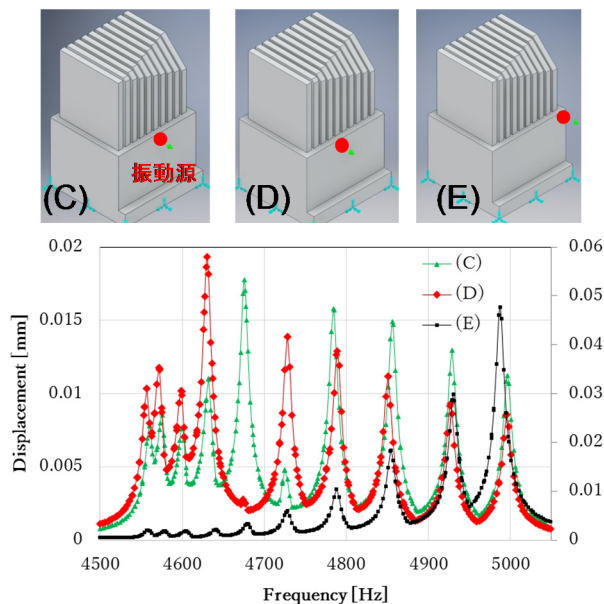 振動源
(C)
(D)
(E)
0.02
0.06
(C)
(D)
(E)
0.05
0.015
0.04
0.01
0.03
0.02
0.005
0.01
0
0
Displacement [mm]
4500
4600
4700
4800
4900
5000
Frequency [Hz]